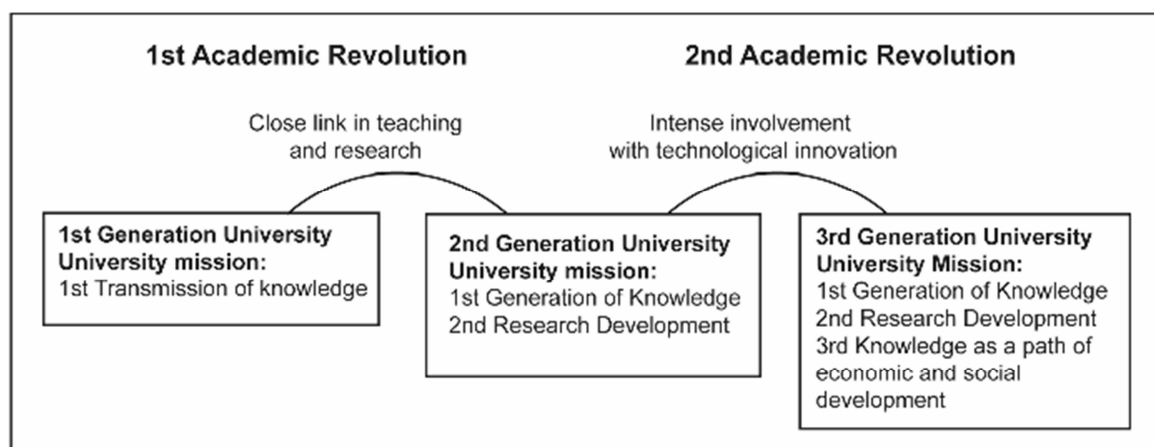 1st Academic Revolution
2nd Academic Revolution
Close link in teaching
and research
Intense involvement
with technological innovation
1st Generation University
University mission:
1st Transmission of knowledge
2nd Generation University
University mission:
1st Generation of Knowledge
2nd Research Development
3rd Generation University
University Mission:
1st Generation of Knowledge
2nd Research Development
3rd Knowledge as a path of
economic and social
development